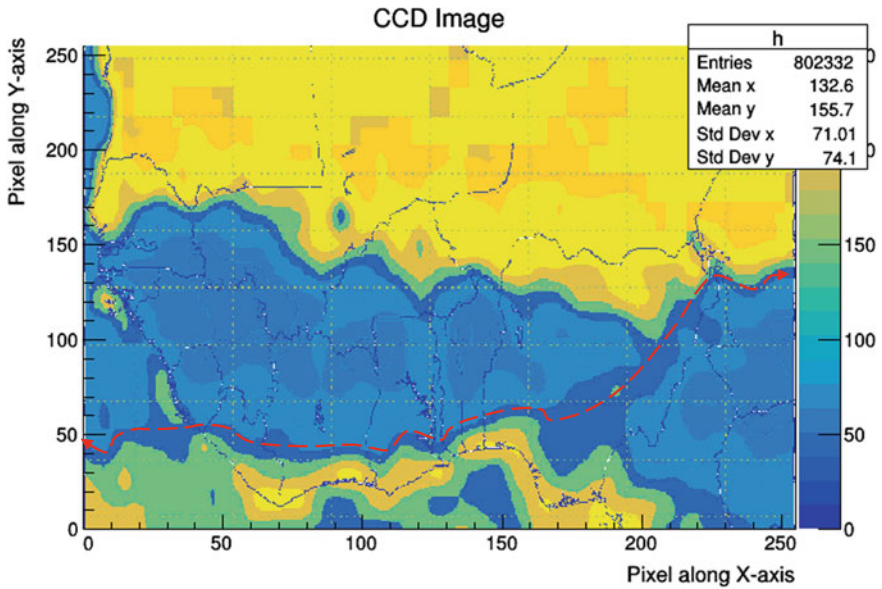 CCD Image
h
Entries 802332
Mean x 132.6
Mean y 155.7
Std Dev x 71.01
Std Dev y 74.1
Pixel along Y-axis
250
200
150
100
50
0
0 50 100 150 200 250
Pixel along X-axis
150
100
50
0